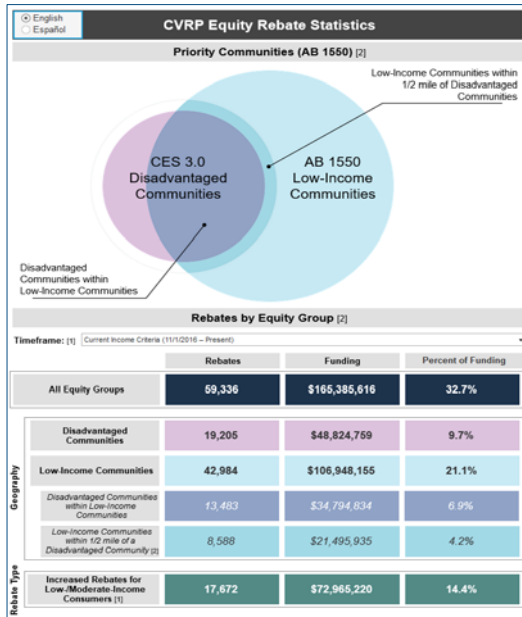 English
Español
CVRP Equity Rebate Statistics
Priority Communities (AB 1550) [2]
Low-Income Communities within
1/2 mile of Disadvantaged
Communities
CES 3.0
Disadvantaged
Communities
AB 1550
Low-Income
Communities
Disadvantaged
Communities within
Low-Income Communities
Rebates by Equity Group [2]
Timeframe: [1] Current Income Criteria (11/1/2016 – Present)
Rebates Funding Percent of Funding
All Equity Groups 59,336 $165,385,616 32.7%
Geography
Disadvantaged
Communities 19,205 $48,824,759 9.7%
Low-Income Communities 42,984 $106,948,155 21.1%
Disadvantaged Communities
within Low-Income
Communities 13,483 $34,794,834 6.9%
Low-Income Communities
within 1/2 mile of a
Disadvantaged Community [2] 8,588 $21,495,935 4.2%
Rebate Type
Increased Rebates for
Low-/Moderate-Income
Consumers [1] 17,672 $72,965,220 14.4%